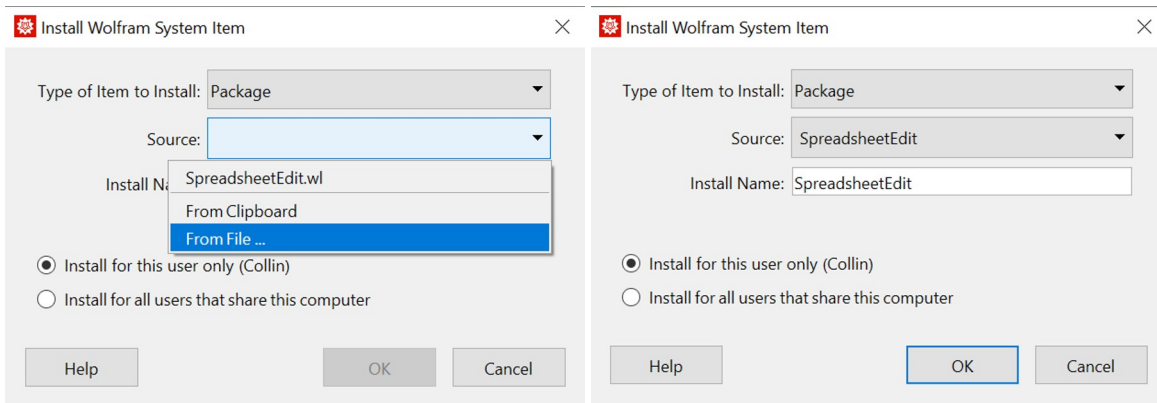 Install Wolfram System Item
Type of Item to Install: Package
Source:
SpreadsheetEdit.wl
Install Na
From Clipboard
From File ...
Install for this user only (Collin)
Install for all users that share this computer
Help OK Cancel
Install Wolfram System Item
Type of Item to Install: Package
Source: SpreadsheetEdit
Install Name: SpreadsheetEdit
Install for this user only (Collin)
Install for all users that share this computer
Help OK Cancel